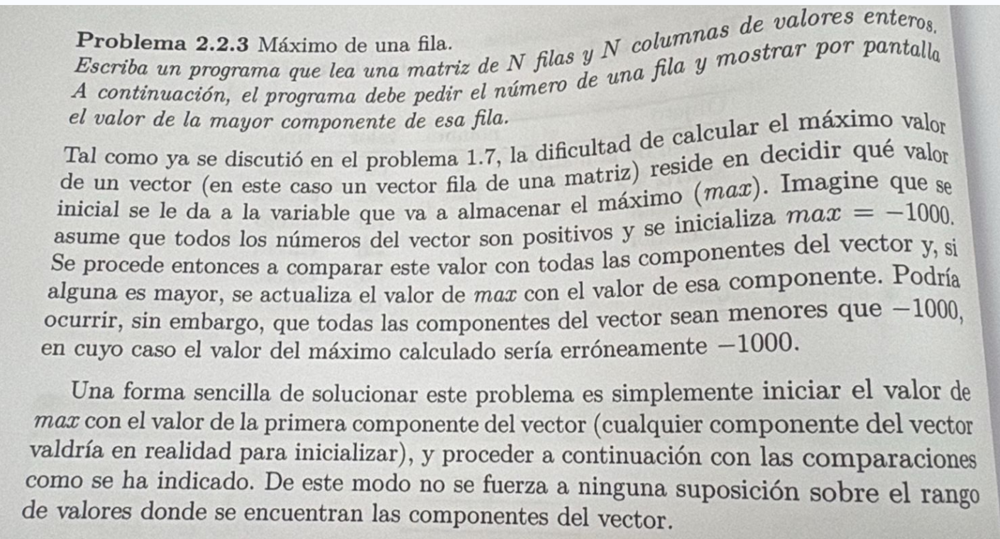 Problema 2.2.3 Máximo de una fila.
Escriba un programa que lea una matriz de N filas y N columnas de valores enteros.
A continuación, el programa debe pedir el número de una fila y mostrar por pantalla
el valor de la mayor componente de esa fila.
Tal como ya se discutió en el problema 1.7, la dificultad de calcular el máximo valor
de un vector (en este caso un vector fila de una matriz) reside en decidir qué valor
inicial se le da a la variable que va a almacenar el máximo (max). Imagine que se
asume que todos los números del vector son positivos y se inicializa max = −1000.
Se procede entonces a comparar este valor con todas las componentes del vector y, si
alguna es mayor, se actualiza el valor de max con el valor de esa componente. Podría
ocurrir, sin embargo, que todas las componentes del vector sean menores que −1000,
en cuyo caso el valor del máximo calculado sería erróneamente −1000.
Una forma sencilla de solucionar este problema es simplemente iniciar el valor de
max con el valor de la primera componente del vector (cualquier componente del vector
valdría en realidad para inicializar), y proceder a continuación con las comparaciones
como se ha indicado. De este modo no se fuerza a ninguna suposición sobre el rango
de valores donde se encuentran las componentes del vector.